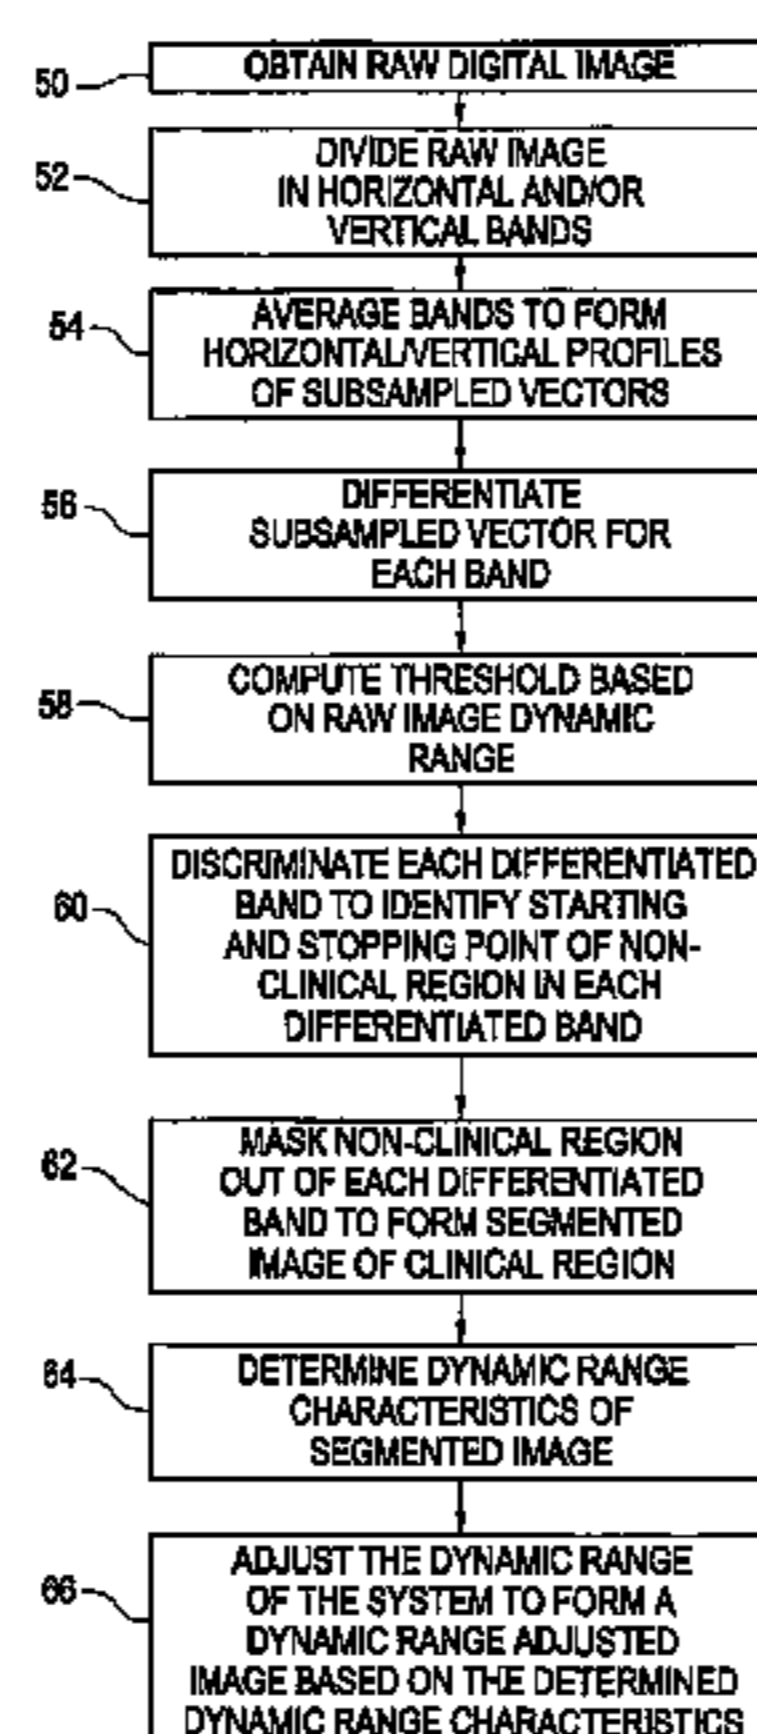 50
OBTAIN RAW DIGITAL IMAGE
52
DIVIDE RAW IMAGE
IN HORIZONTAL AND/OR
VERTICAL BANDS
54
AVERAGE BANDS TO FORM
HORIZONTAL/VERTICAL PROFILES
OF SUBSAMPLED VECTORS
56
DIFFERENTIATE
SUBSAMPLED VECTOR FOR
EACH BAND
58
COMPUTE THRESHOLD BASED
ON RAW IMAGE DYNAMIC
RANGE
60
DISCRIMINATE EACH DIFFERENTIATED
BAND TO IDENTIFY STARTING
AND STOPPING POINT OF NON-
CLINICAL REGION IN EACH
DIFFERENTIATED BAND
62
MASK NON-CLINICAL REGION
OUT OF EACH DIFFERENTIATED
BAND TO FORM SEGMENTED
IMAGE OF CLINICAL REGION
64
DETERMINE DYNAMIC RANGE
CHARACTERISTICS OF
SEGMENTED IMAGE
66
ADJUST THE DYNAMIC RANGE
OF THE SYSTEM TO FORM A
DYNAMIC RANGE ADJUSTED
IMAGE BASED ON THE DETERMINED
DYNAMIC RANGE CHARACTERISTICS